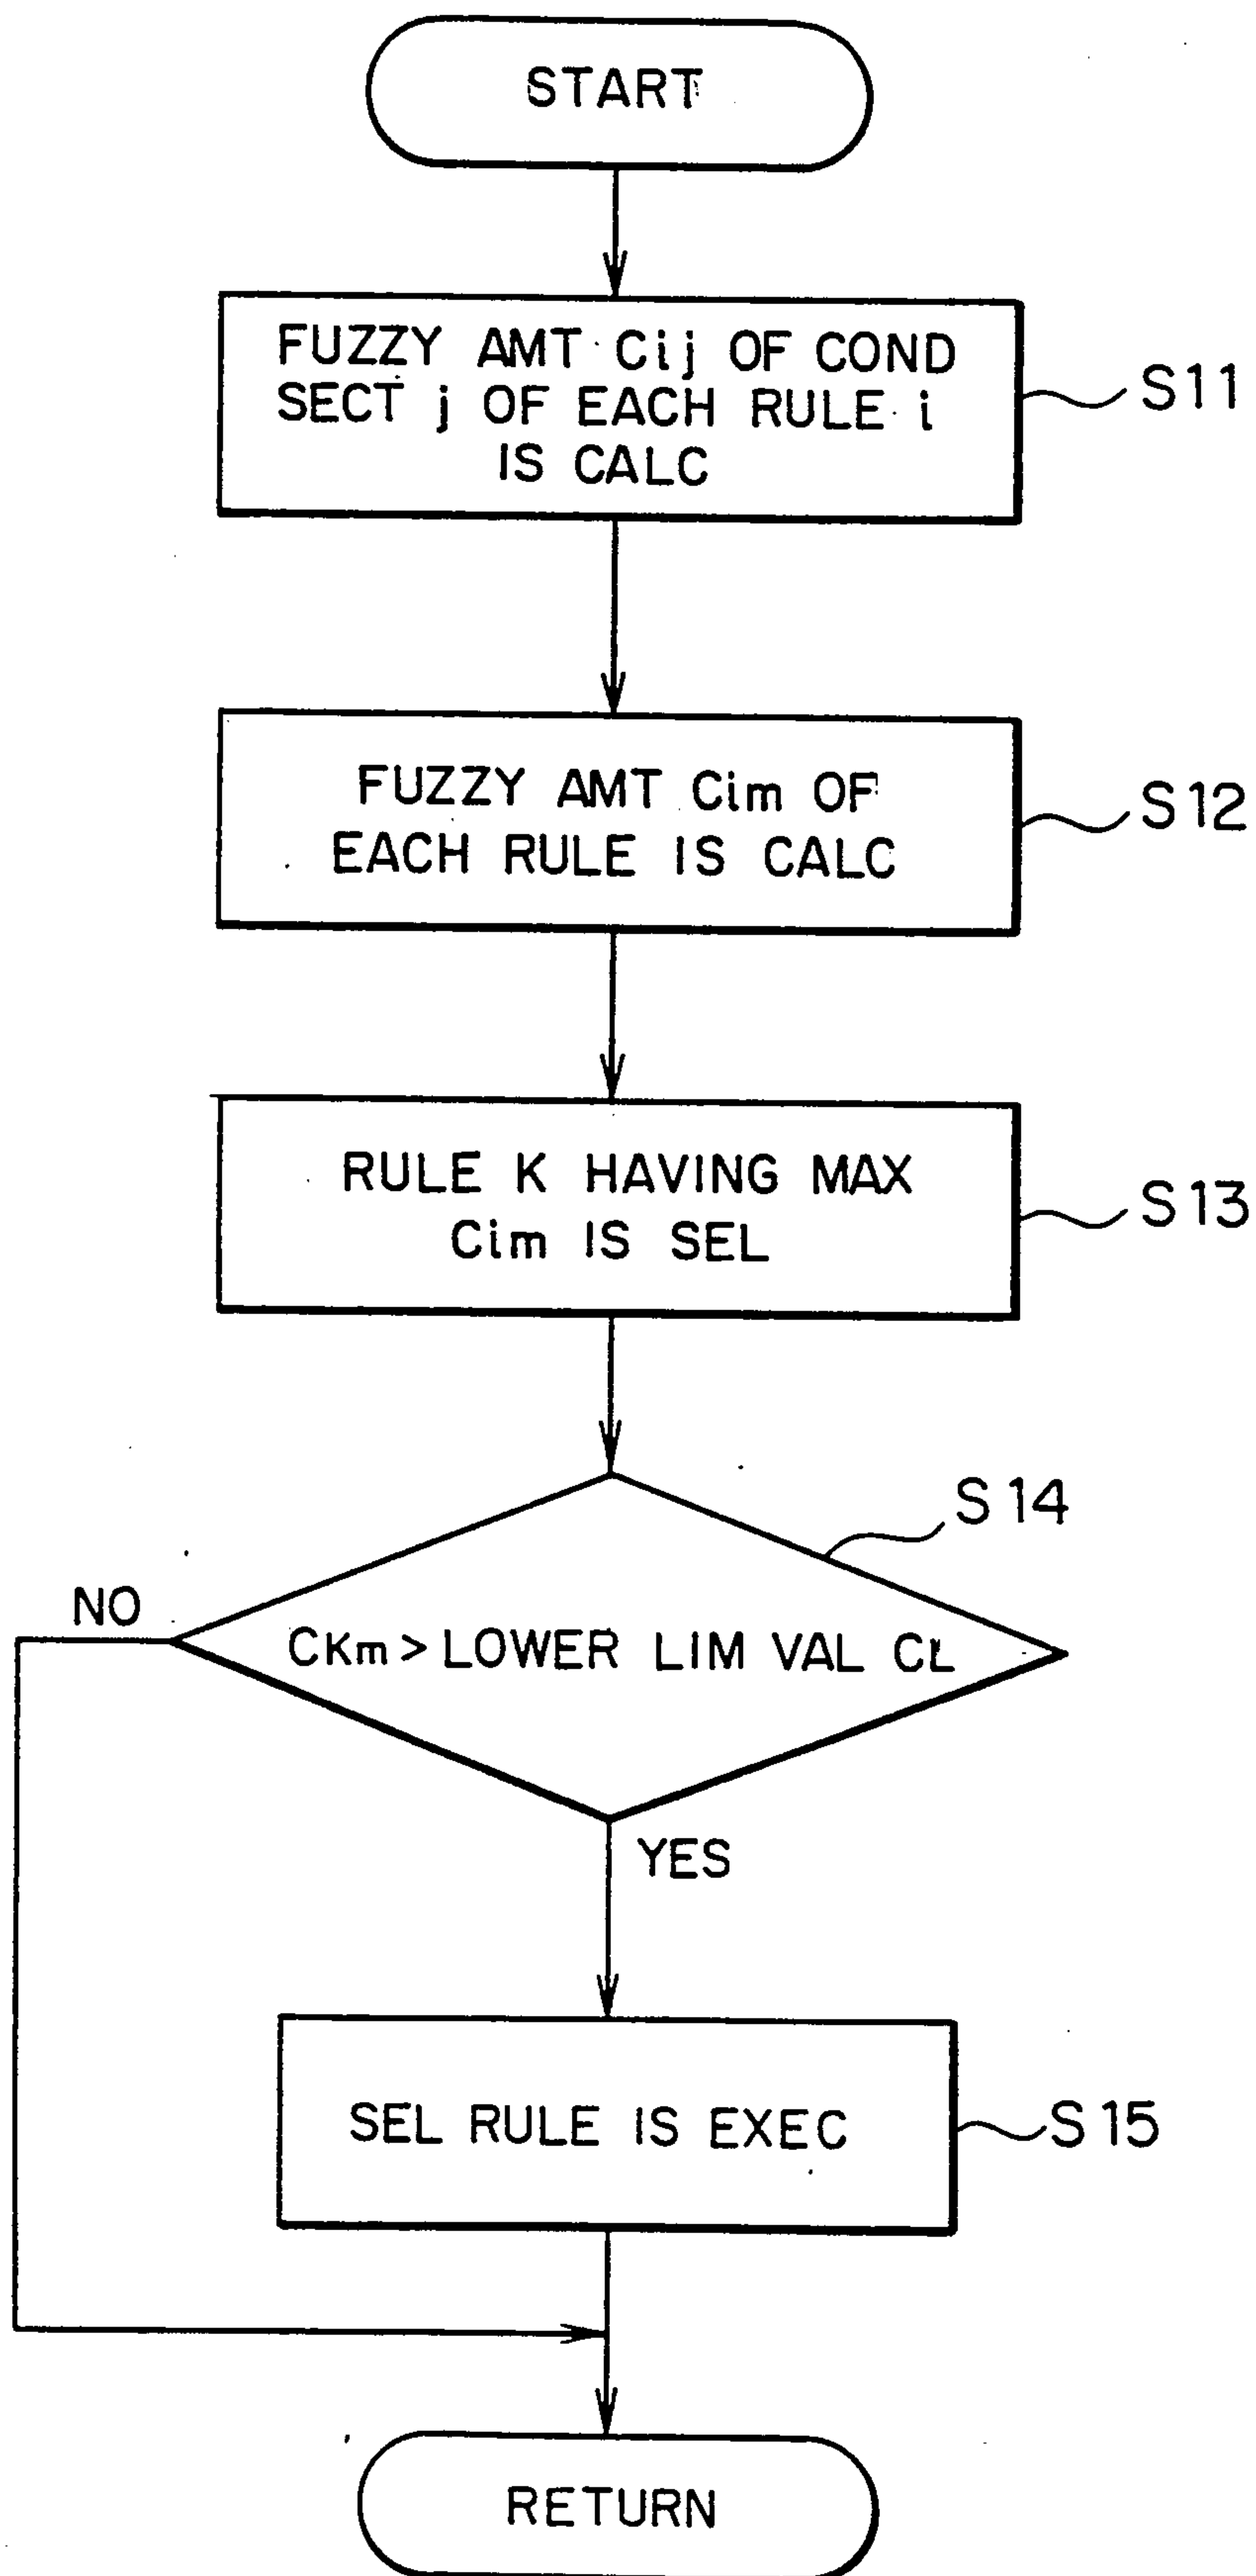 START
FUZZY AMT Cij OF COND
SECT j OF EACH RULE i
IS CALC
S11
FUZZY AMT Cim OF
EACH RULE IS CALC
S12
RULE K HAVING MAX
Cim IS SEL
S13
S14
NO
CKm > LOWER LIM VAL CL
YES
SEL RULE IS EXEC
S15
RETURN